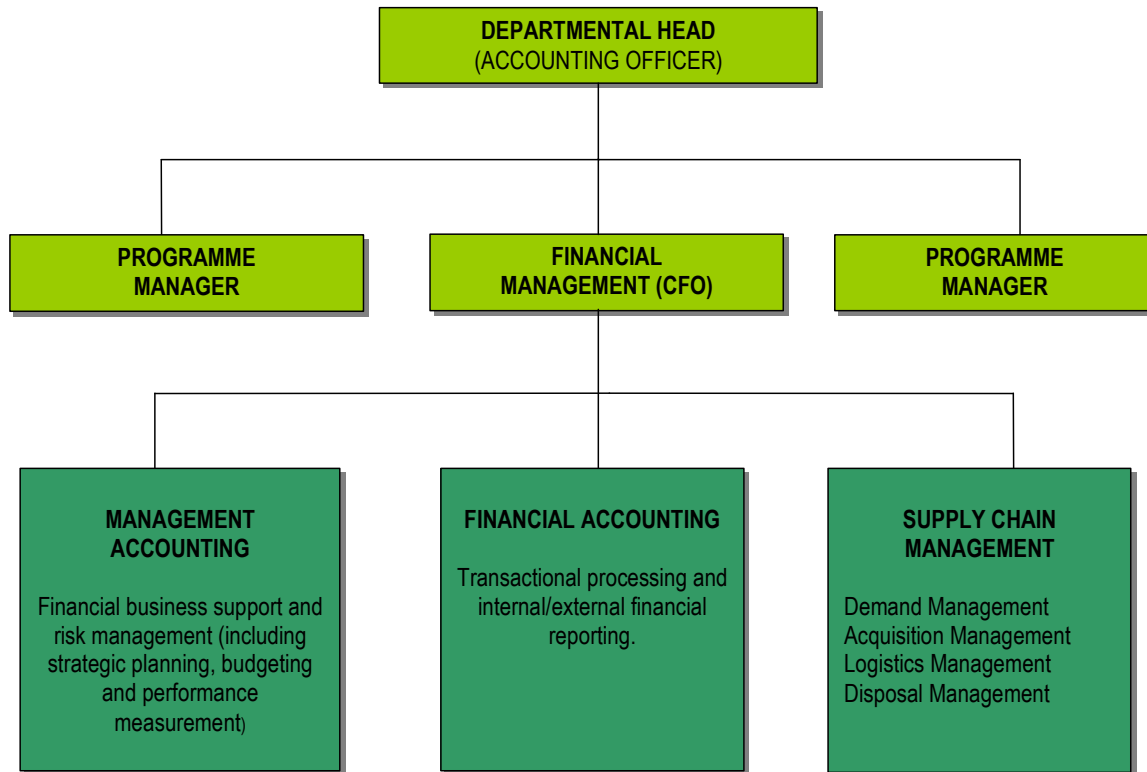 DEPARTMENTAL HEAD
(ACCOUNTING OFFICER)
PROGRAMME
MANAGER
FINANCIAL
MANAGEMENT (CFO)
PROGRAMME
MANAGER
MANAGEMENT
ACCOUNTING
Financial business support and
risk management (including
strategic planning, budgeting
and performance
measurement)
FINANCIAL ACCOUNTING
Transactional processing and
internal/external financial
reporting.
SUPPLY CHAIN
MANAGEMENT
Demand Management
Acquisition Management
Logistics Management
Disposal Management